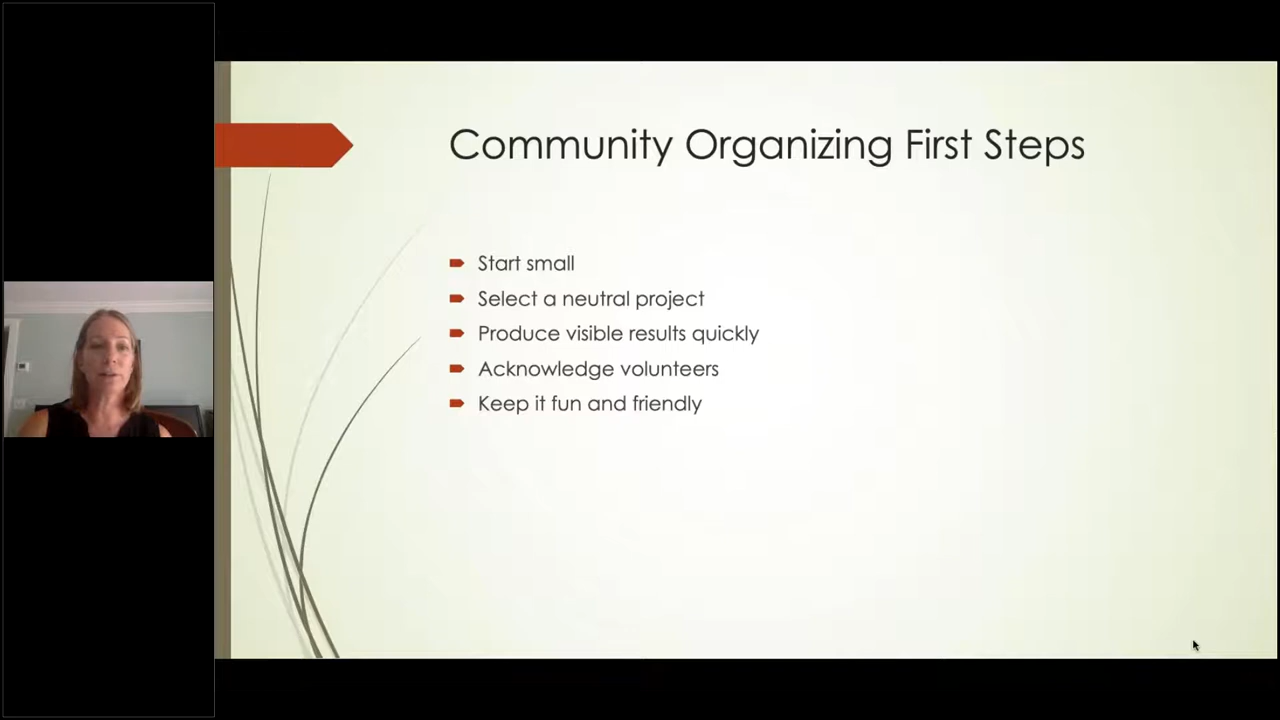 Community Organizing First Steps
Start small
Select a neutral project
Produce visible results quickly
Acknowledge volunteers
Keep it fun and friendly